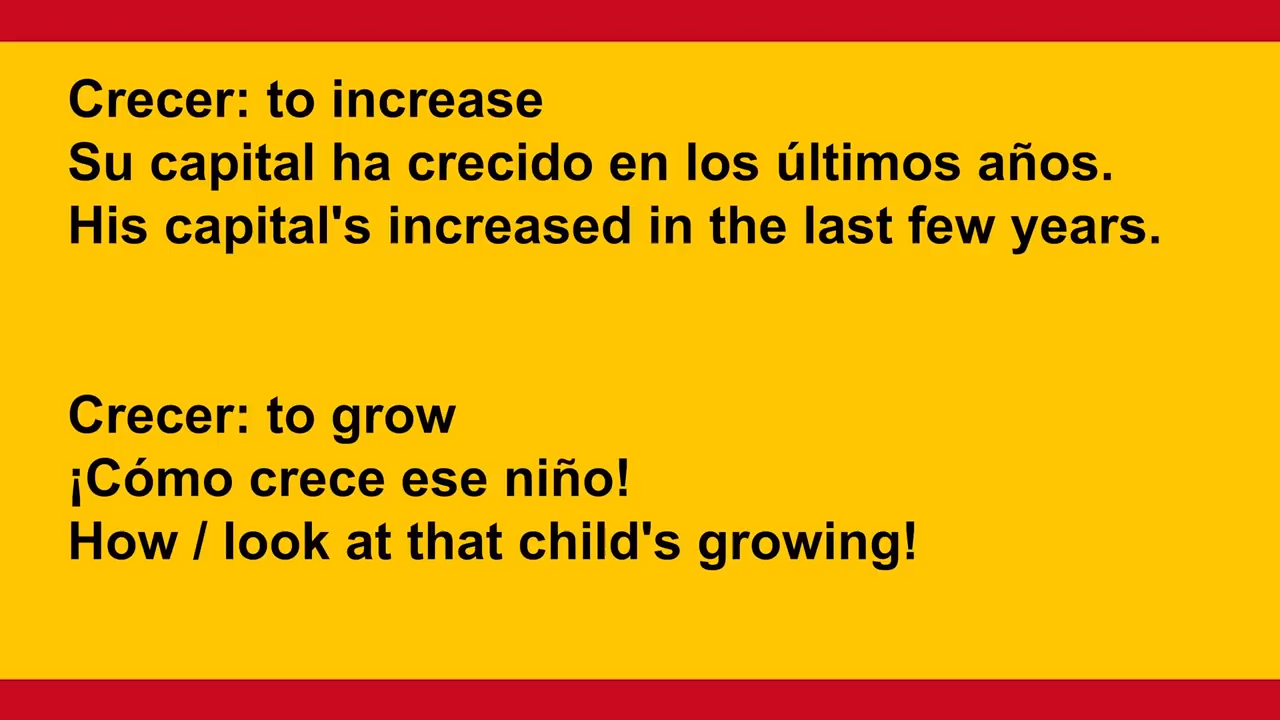 Crecer: to increase
Su capital ha crecido en los últimos años.
His capital's increased in the last few years.
Crecer: to grow
¡Cómo crece ese niño!
How / look at that child's growing!